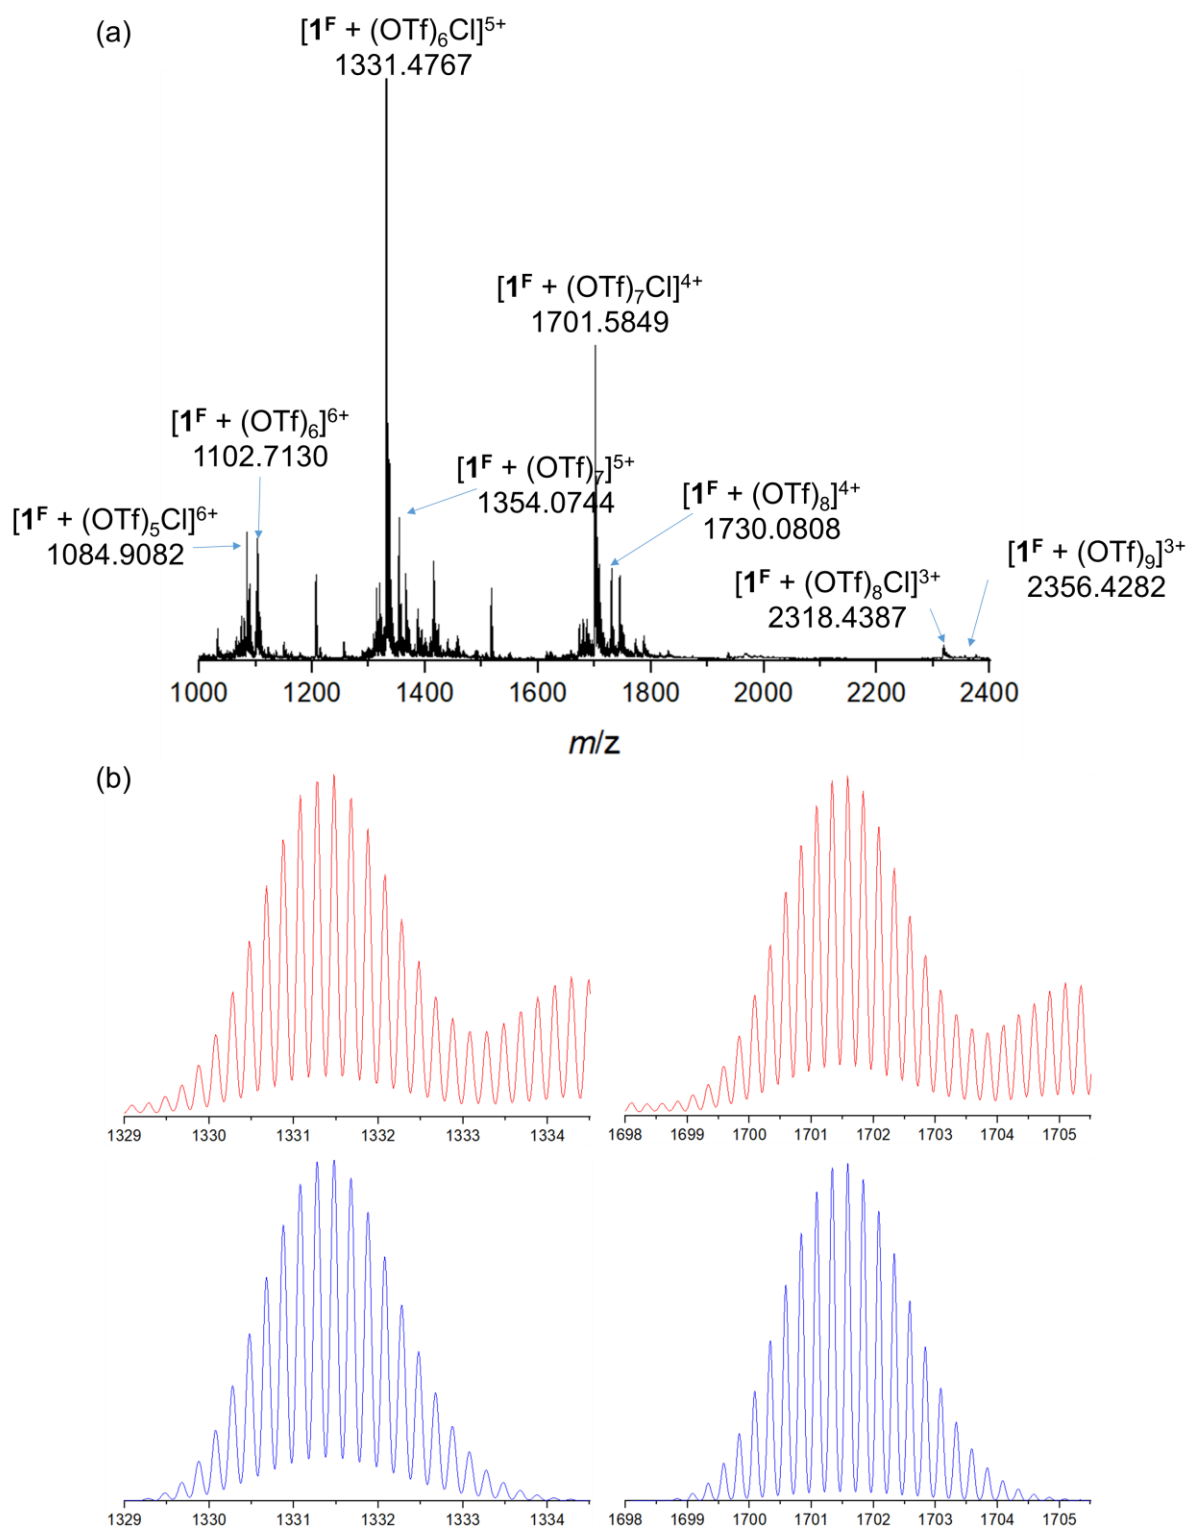 (a)
[1ᶠ + (OTf)₆Cl]⁵⁺
1331.4767
[1ᶠ + (OTf)₇Cl]⁴⁺
1701.5849
[1ᶠ + (OTf)₆]⁶⁺
1102.7130
[1ᶠ + (OTf)₇]⁵⁺
1354.0744
[1ᶠ + (OTf)₈]⁴⁺
1730.0808
[1ᶠ + (OTf)₅Cl]⁶⁺
1084.9082
[1ᶠ + (OTf)₉]³⁺
2356.4282
[1ᶠ + (OTf)₈Cl]³⁺
2318.4387
1000 1200 1400 1600 1800 2000 2200 2400
m/z
(b)
1329 1330 1331 1332 1333 1334
1698 1699 1700 1701 1702 1703 1704 1705
1329 1330 1331 1332 1333 1334
1698 1699 1700 1701 1702 1703 1704 1705